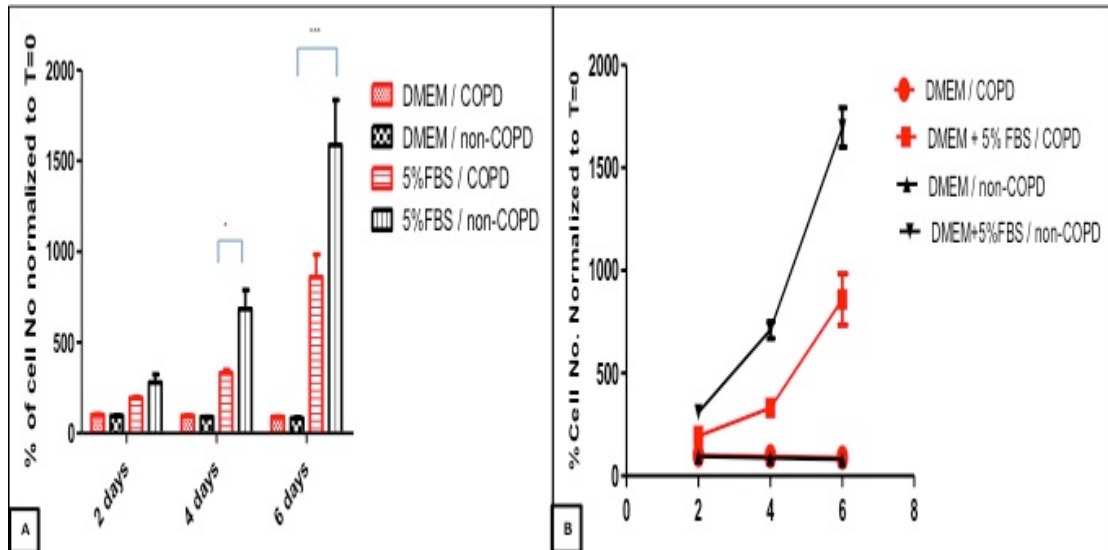 ***
2000
1500
1000
500
0
% of cell No normalized to T=0
*
DMEM / COPD
DMEM / non-COPD
5%FBS / COPD
5%FBS / non-COPD
2 days
4 days
6 days
A
2000
1500
1000
500
0
% Cell No. Normalized to T=0
DMEM / COPD
DMEM + 5% FBS / COPD
DMEM / non-COPD
DMEM+5%FBS / non-COPD
0
2
4
6
8
B